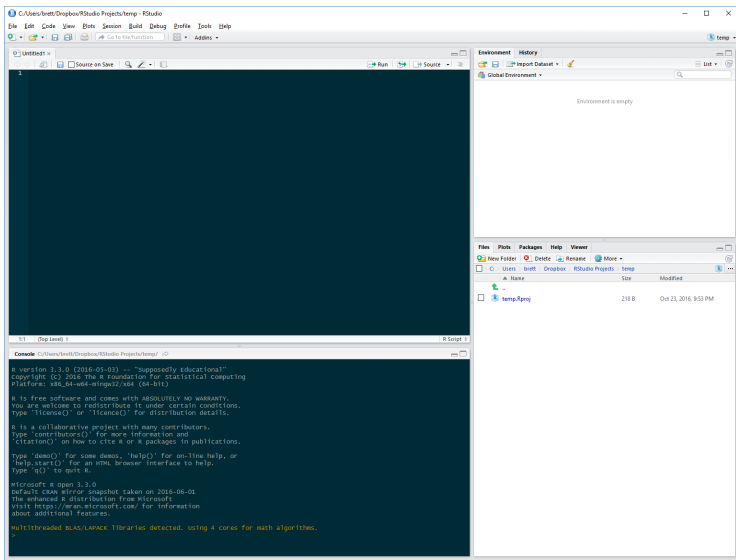 C:/Users/brett/Dropbox/RStudio Projects/temp - RStudio
File Edit Code View Plots Session Build Debug Profile Tools Help
Go to file/function Addins temp
Untitled1
Source on Save Run Source
1
1:1 (Top Level) R Script
Console C:/Users/brett/Dropbox/RStudio Projects/temp/
R version 3.3.0 (2016-05-03) -- "Supposedly Educational"
Copyright (C) 2016 The R Foundation for Statistical Computing
Platform: x86_64-w64-mingw32/x64 (64-bit)
R is free software and comes with ABSOLUTELY NO WARRANTY.
You are welcome to redistribute it under certain conditions.
Type 'license()' or 'licence()' for distribution details.
R is a collaborative project with many contributors.
Type 'contributors()' for more information and
'citation()' on how to cite R or R packages in publications.
Type 'demo()' for some demos, 'help()' for on-line help, or
'help.start()' for an HTML browser interface to help.
Type 'q()' to quit R.
Microsoft R Open 3.3.0
Default CRAN mirror snapshot taken on 2016-06-01
The enhanced R distribution from Microsoft
Visit https://mran.microsoft.com/ for information
about additional features.
Multithreaded BLAS/LAPACK libraries detected. Using 4 cores for math algorithms.
>
Environment History
Import Dataset List
Global Environment
Environment is empty
Files Plots Packages Help Viewer
New Folder Delete Rename More
C: Users brett Dropbox RStudio Projects temp ...
Name Size Modified
..
temp.Rproj 218 B Oct 23, 2016, 9:53 PM